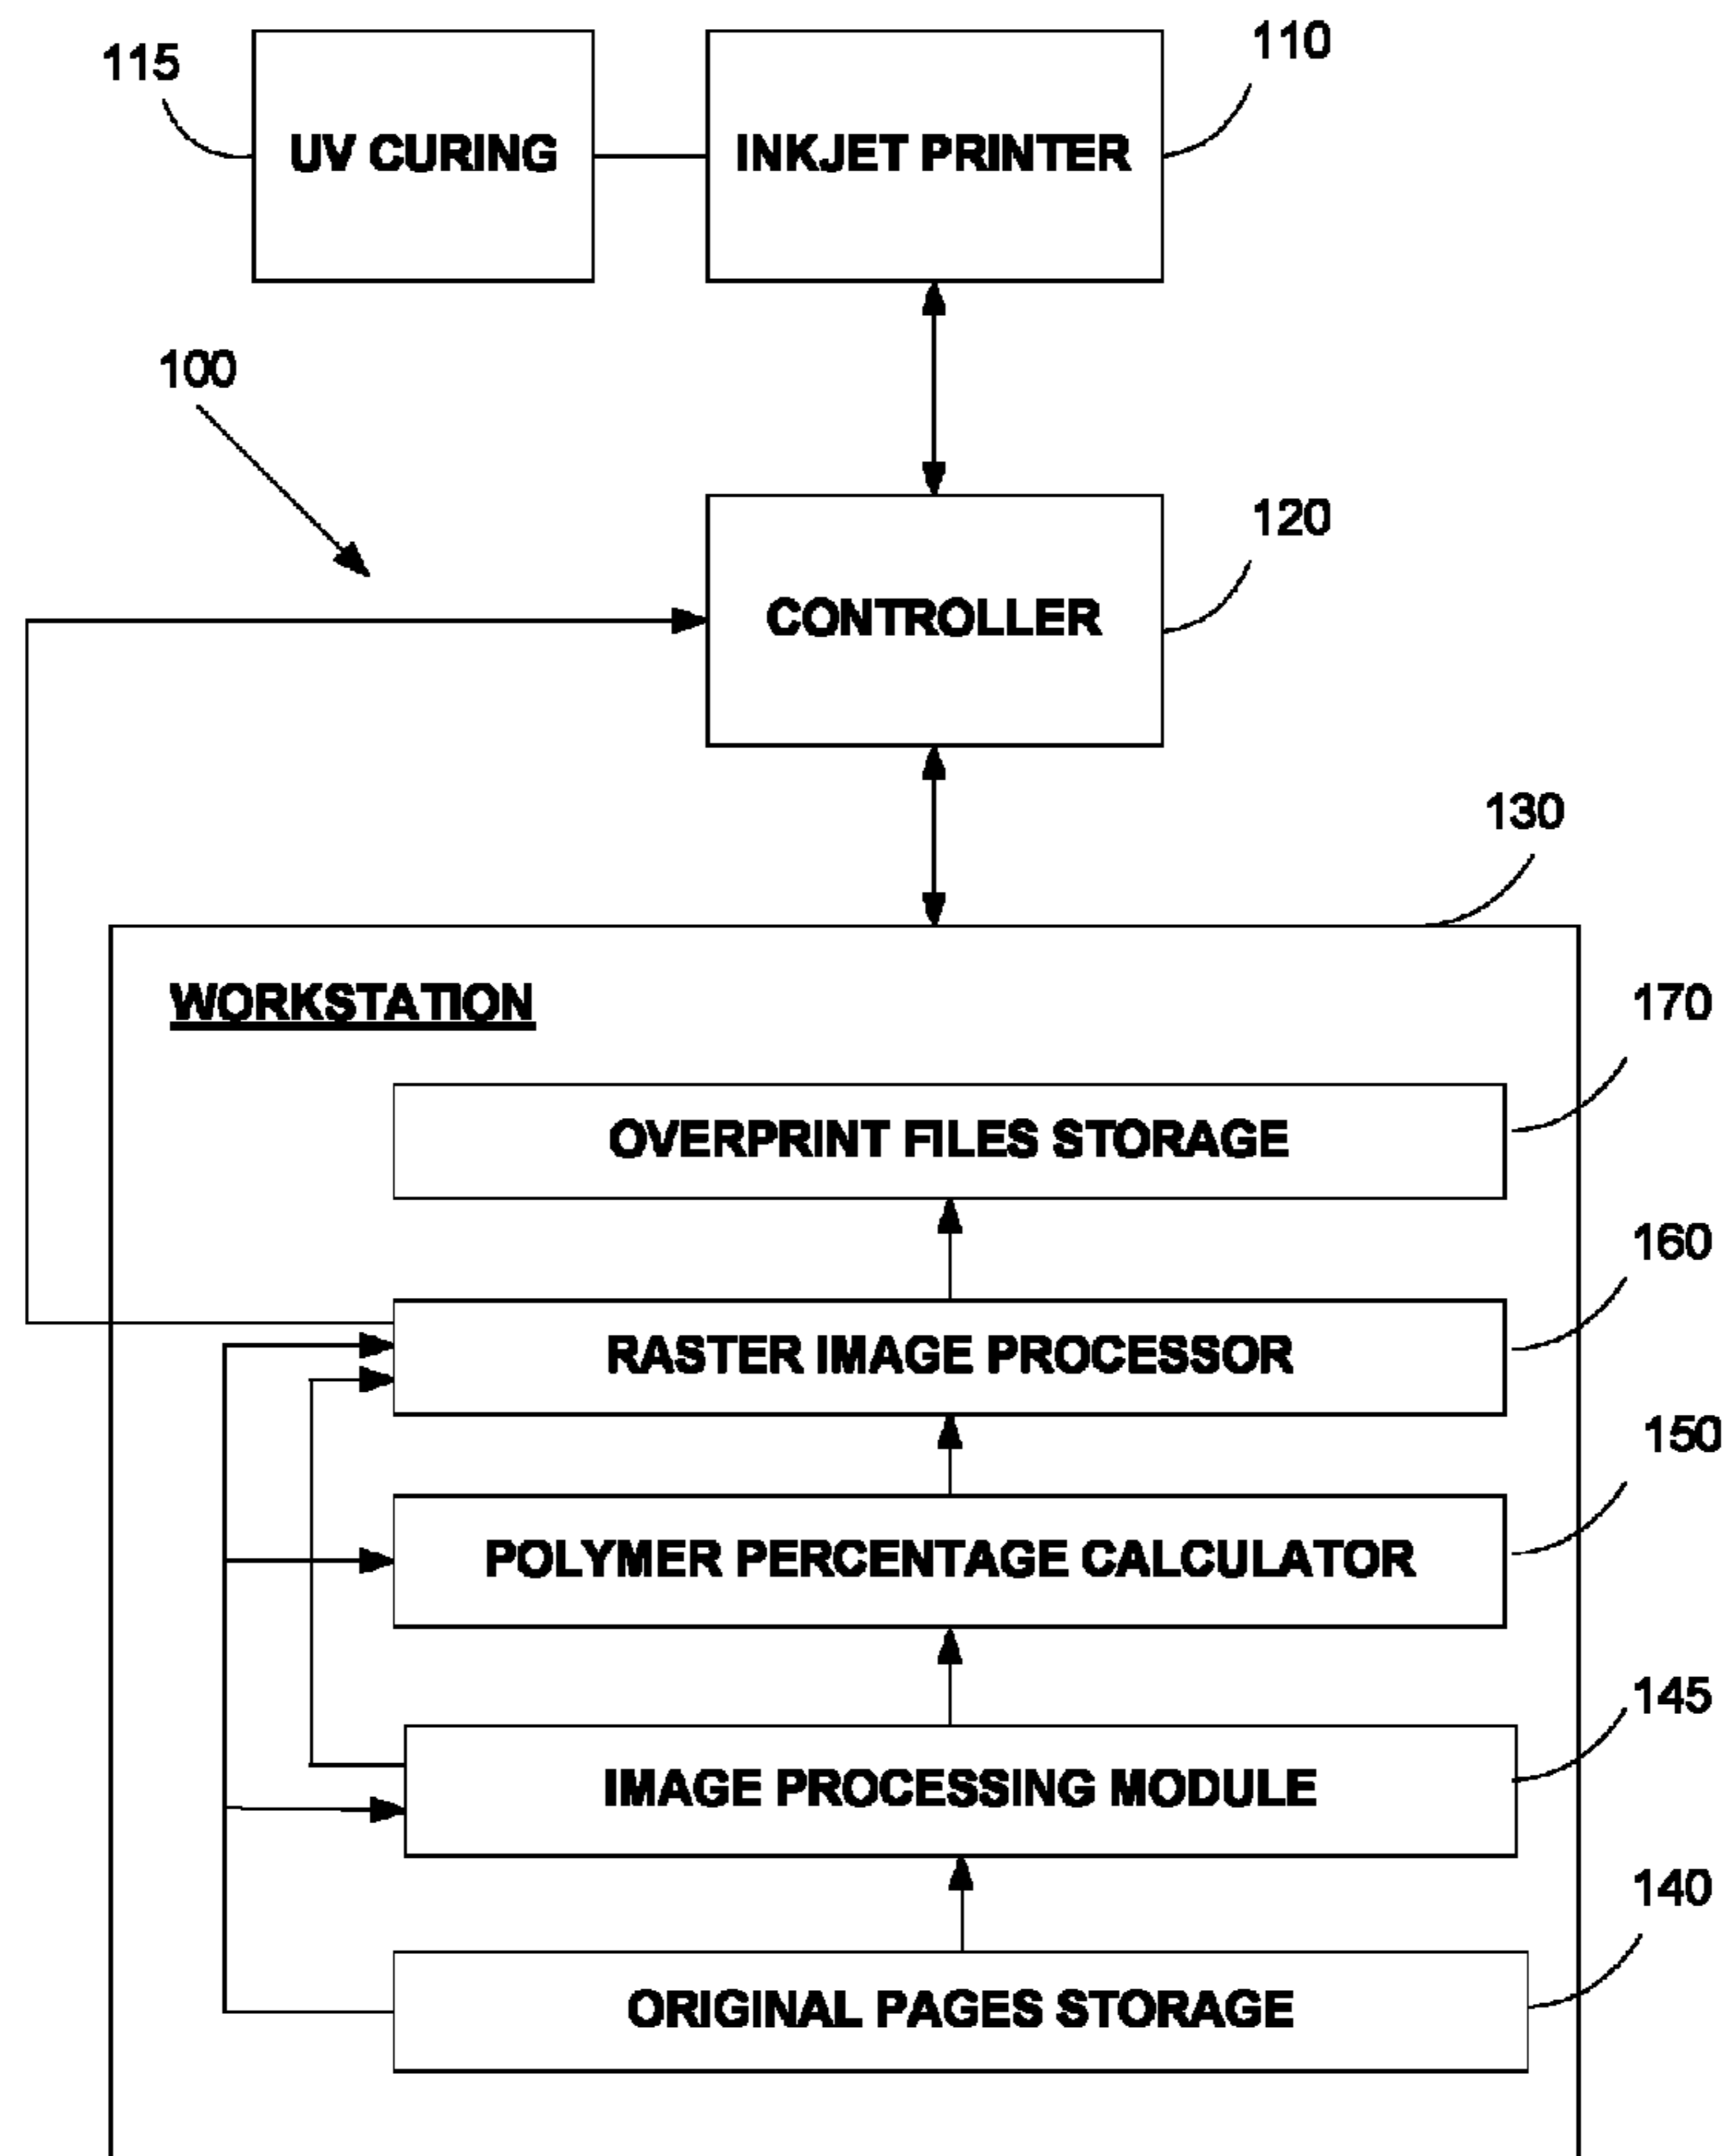 110
115
UV CURING
INKJET PRINTER
100
120
CONTROLLER
130
WORKSTATION
170
OVERPRINT FILES STORAGE
160
RASTER IMAGE PROCESSOR
150
POLYMER PERCENTAGE CALCULATOR
145
IMAGE PROCESSING MODULE
140
ORIGINAL PAGES STORAGE